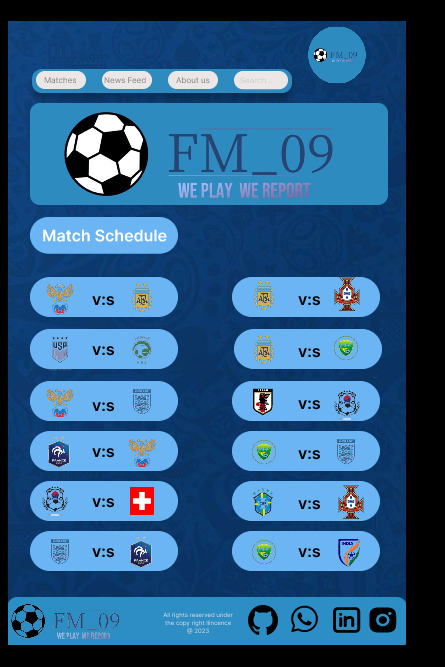 FM_09
Matches News Feed About us Search...
FM_09
WE PLAY WE REPORT
Match Schedule
v:s v:s
v:s v:s
v:s v:s
v:s v:s
v:s v:s
v:s v:s
FM_09
WE PLAY WE REPORT
All rights reserved under
the copy right llincence
@ 2023